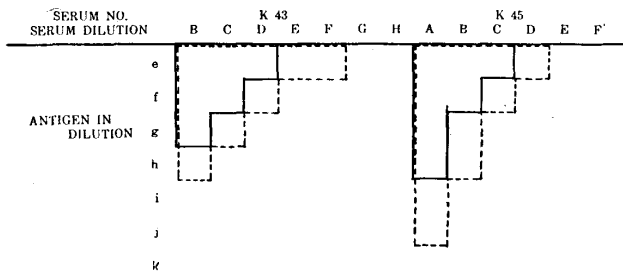 SERUM NO. K 43 K 45
SERUM DILUTION B C D E F G H A B C D E F
e
f
ANTIGEN IN
DILUTION
g
h
i
j
k